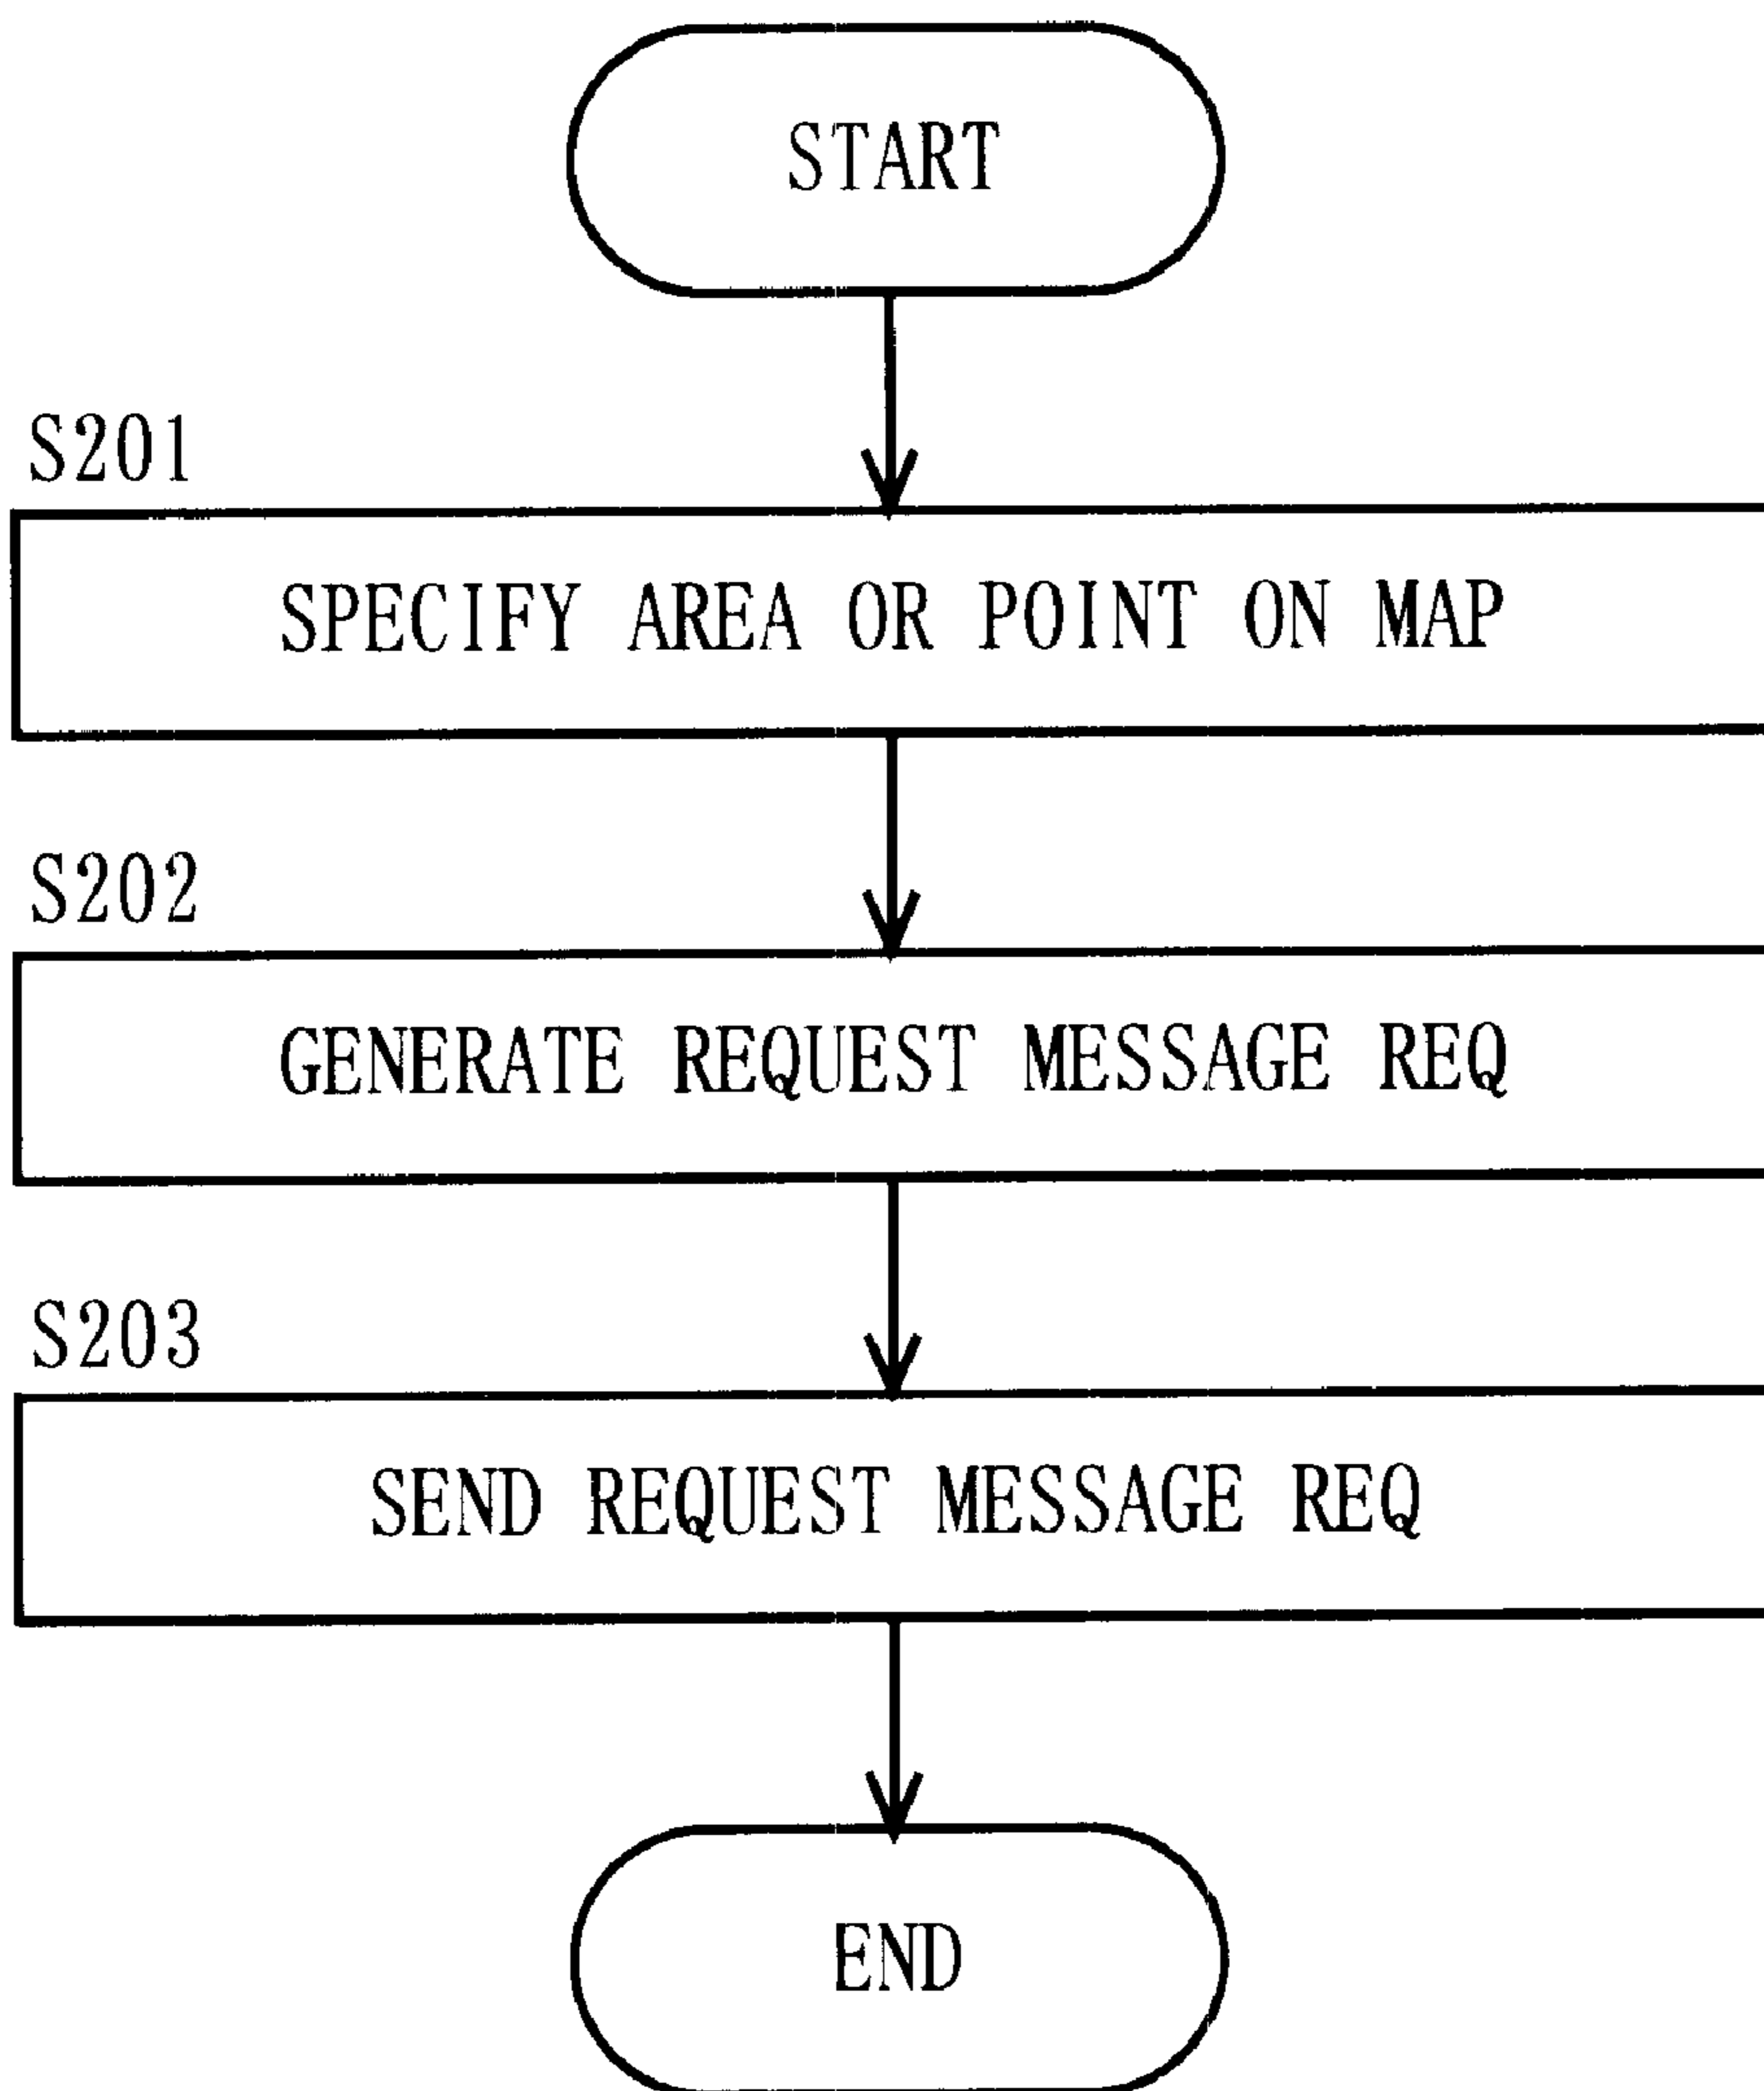 START
S201
SPECIFY AREA OR POINT ON MAP
S202
GENERATE REQUEST MESSAGE REQ
S203
SEND REQUEST MESSAGE REQ
END